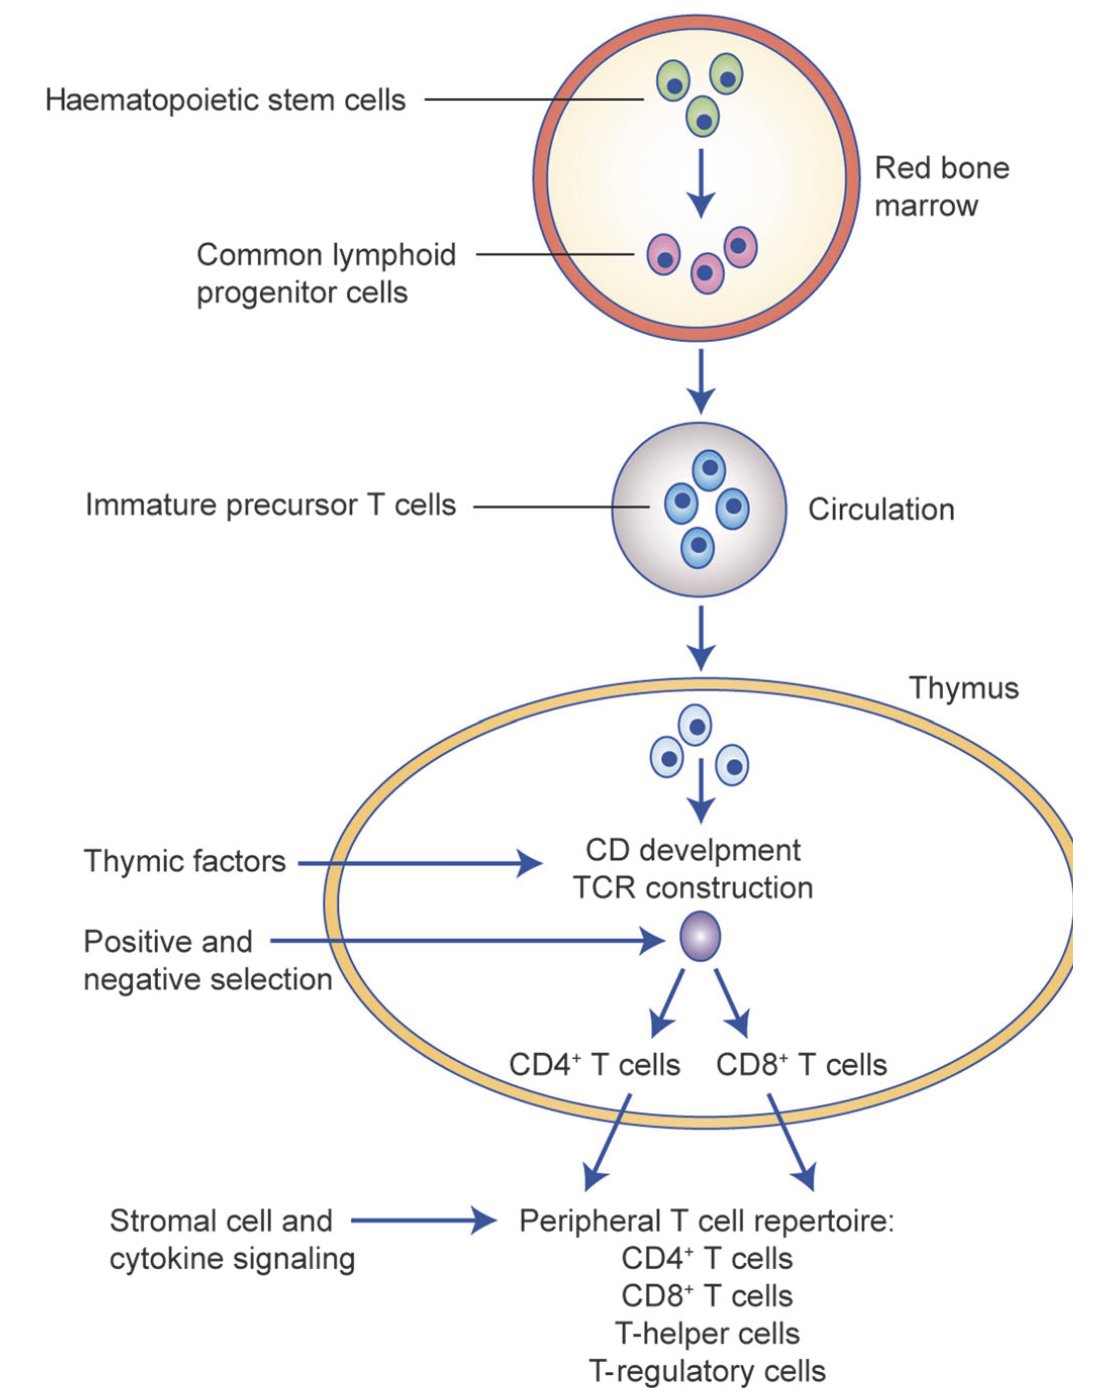 Haematopoietic stem cells
Red bone
marrow
Common lymphoid
progenitor cells
Immature precursor T cells
Circulation
Thymus
Thymic factors
CD develpment
TCR construction
Positive and
negative selection
CD4⁺ T cells
CD8⁺ T cells
Stromal cell and
cytokine signaling
Peripheral T cell repertoire:
CD4⁺ T cells
CD8⁺ T cells
T-helper cells
T-regulatory cells